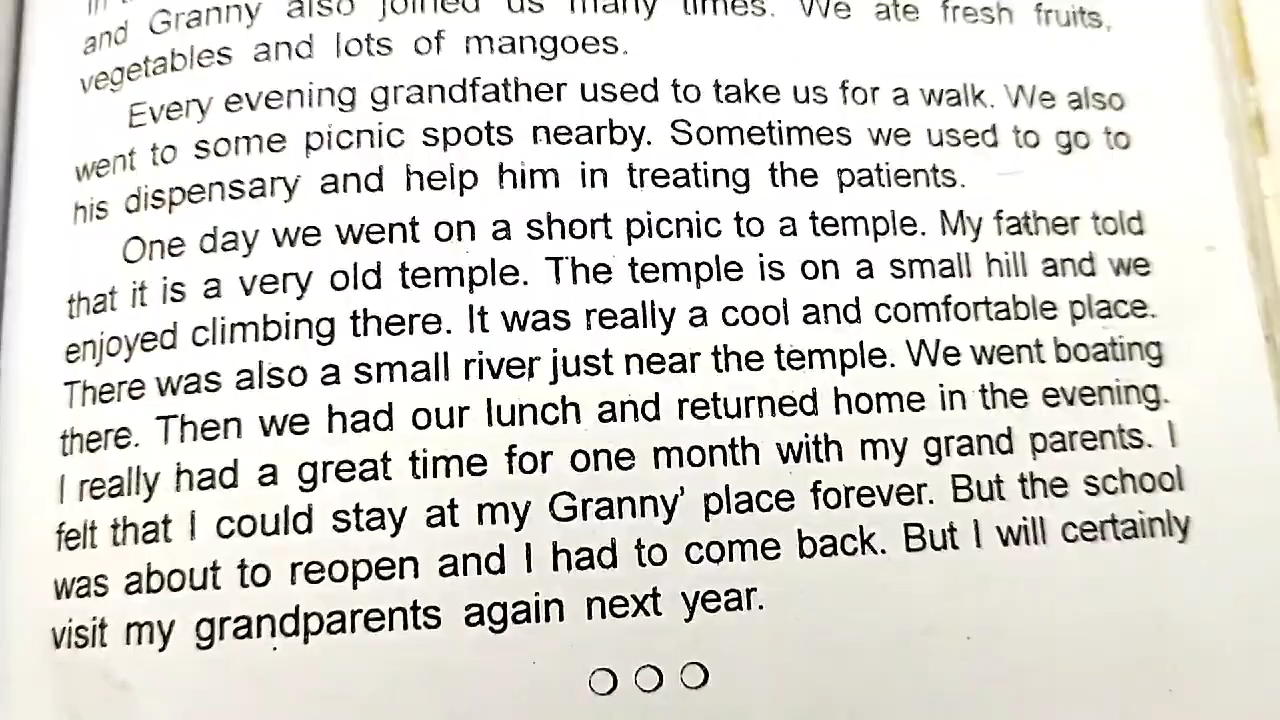 and Granny also joined us many times. We ate fresh fruits,
vegetables and lots of mangoes.
Every evening grandfather used to take us for a walk. We also
went to some picnic spots nearby. Sometimes we used to go to
his dispensary and help him in treating the patients.
One day we went on a short picnic to a temple. My father told
that it is a very old temple. The temple is on a small hill and we
enjoyed climbing there. It was really a cool and comfortable place.
There was also a small river just near the temple. We went boating
there. Then we had our lunch and returned home in the evening.
I really had a great time for one month with my grand parents. I
felt that I could stay at my Granny' place forever. But the school
was about to reopen and I had to come back. But I will certainly
visit my grandparents again next year.